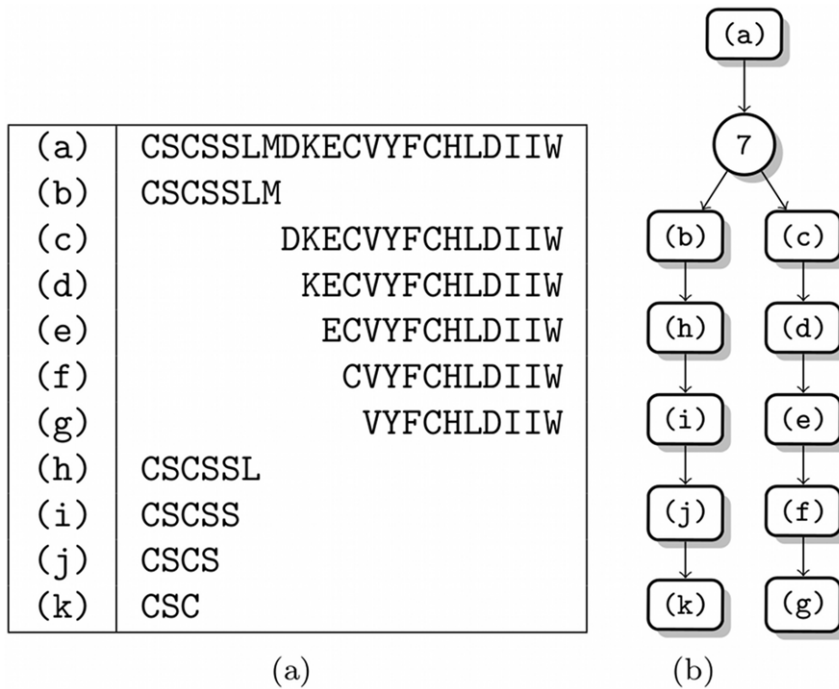 (a) CSCSSLMDKECVYFCHLDIIW
(b) CSCSSLM
(c) DKECVYFCHLDIIW
(d) KECVYFCHLDIIW
(e) ECVYFCHLDIIW
(f) CVYFCHLDIIW
(g) VYFCHLDIIW
(h) CSCSSL
(i) CSCSS
(j) CSCS
(k) CSC
(a)
(a)
7
(b) (c)
(h) (d)
(i) (e)
(j) (f)
(k) (g)
(b)